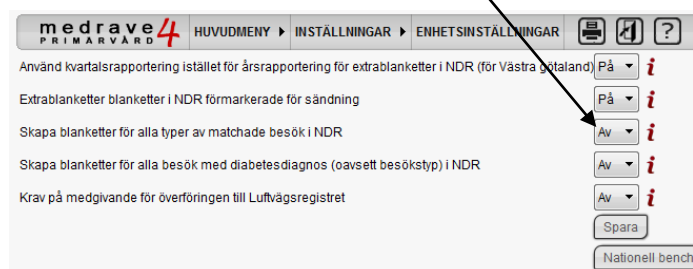 medrave4 HUVUDMENY ▸ INSTÄLLNINGAR ▸ ENHETSINSTÄLLNINGAR ?
PRIMÄRVÅRD
Använd kvartalsrapportering istället för årsrapportering för extrablanketter i NDR (för Västra götaland) På i
Extrablanketter blanketter i NDR förmarkerade för sändning På i
Skapa blanketter för alla typer av matchade besök i NDR Av i
Skapa blanketter för alla besök med diabetesdiagnos (oavsett besökstyp) i NDR Av i
Krav på medgivande för överföringen till Luftvägsregistret Av i
Spara
Nationell bench